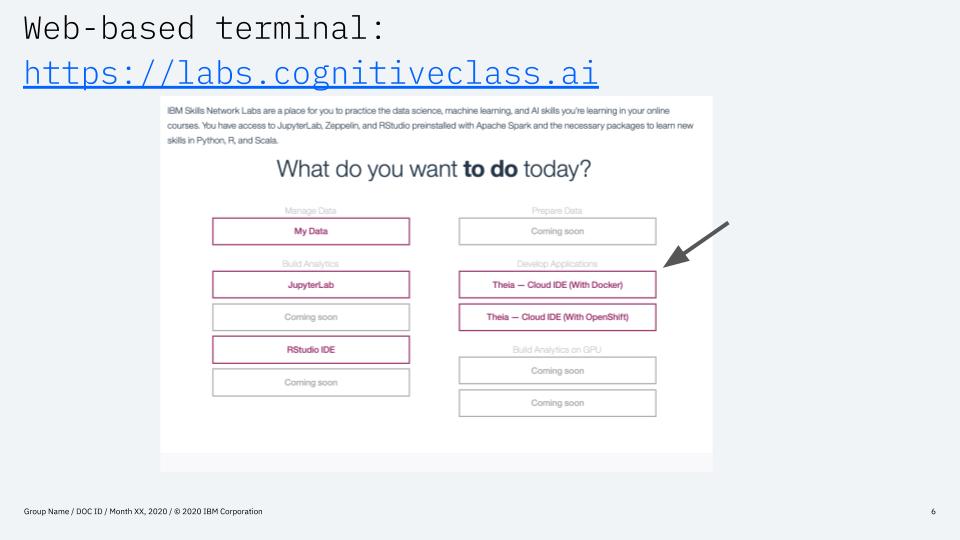 Web-based terminal:
https://labs.cognitiveclass.ai
IBM Skills Network Labs are a place for you to practice the data science, machine learning, and AI skills you're learning in your online
courses. You have access to JupyterLab, Zeppelin, and RStudio preinstalled with Apache Spark and the necessary packages to learn new
skills in Python, R, and Scala.
What do you want to do today?
Manage Data
My Data
Build Analytics
JupyterLab
Coming soon
RStudio IDE
Coming soon
Prepare Data
Coming soon
Develop Applications
Theia — Cloud IDE (With Docker)
Theia — Cloud IDE (With OpenShift)
Build Analytics on GPU
Coming soon
Coming soon
Group Name / DOC ID / Month XX, 2020 / © 2020 IBM Corporation
6